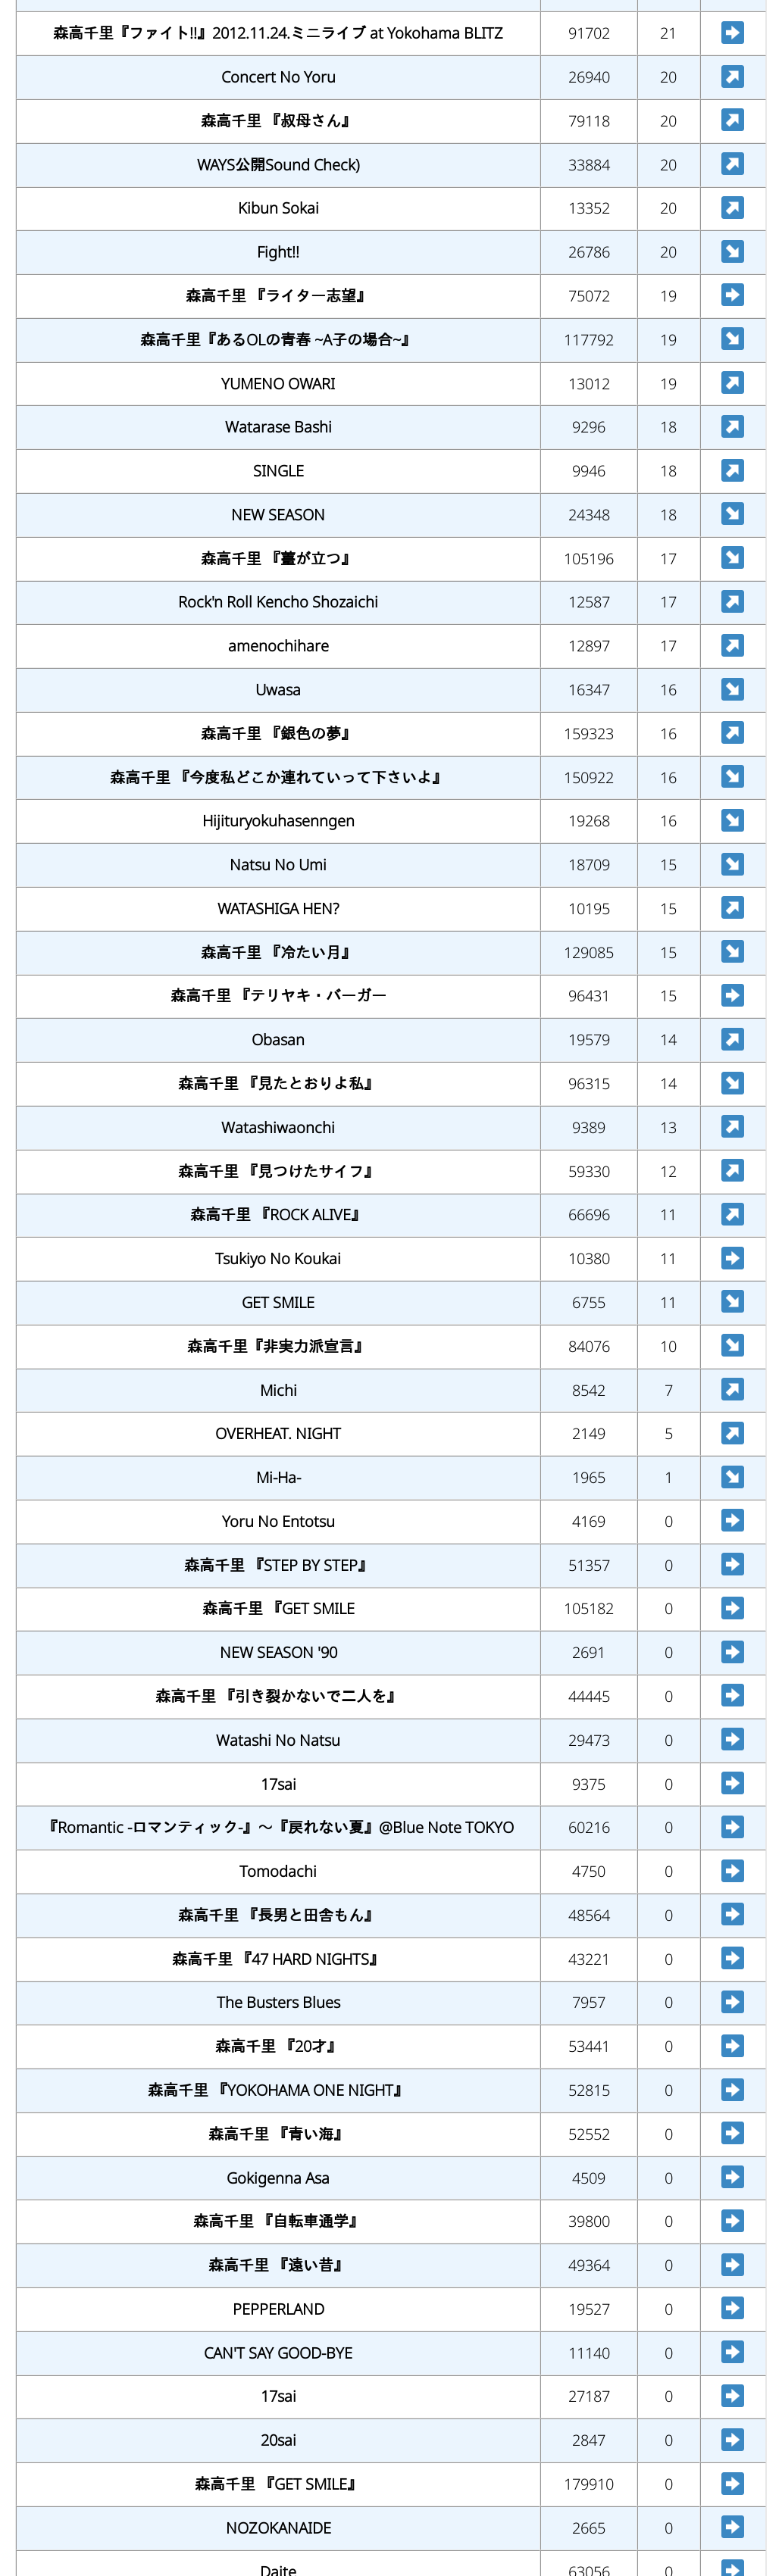 森高千里『ファイト!!』2012.11.24.ミニライブ at Yokohama BLITZ 91702 21 ➡
Concert No Yoru 26940 20 ↗
森高千里 『叔母さん』 79118 20 ↗
WAYS公開Sound Check) 33884 20 ↗
Kibun Sokai 13352 20 ↗
Fight!! 26786 20 ↘
森高千里 『ライター志望』 75072 19 ➡
森高千里『あるOLの青春 ~A子の場合~』 117792 19 ↘
YUMENO OWARI 13012 19 ↗
Watarase Bashi 9296 18 ↗
SINGLE 9946 18 ↗
NEW SEASON 24348 18 ↘
森高千里 『薹が立つ』 105196 17 ↘
Rock'n Roll Kencho Shozaichi 12587 17 ↗
amenochihare 12897 17 ↗
Uwasa 16347 16 ↘
森高千里 『銀色の夢』 159323 16 ↗
森高千里 『今度私どこか連れていって下さいよ』 150922 16 ↘
Hijituryokuhasenngen 19268 16 ↘
Natsu No Umi 18709 15 ↘
WATASHIGA HEN? 10195 15 ↗
森高千里 『冷たい月』 129085 15 ↘
森高千里 『テリヤキ・バーガー 96431 15 ➡
Obasan 19579 14 ↗
森高千里 『見たとおりよ私』 96315 14 ↘
Watashiwaonchi 9389 13 ↗
森高千里 『見つけたサイフ』 59330 12 ↗
森高千里 『ROCK ALIVE』 66696 11 ↗
Tsukiyo No Koukai 10380 11 ➡
GET SMILE 6755 11 ↘
森高千里『非実力派宣言』 84076 10 ↘
Michi 8542 7 ↗
OVERHEAT. NIGHT 2149 5 ↗
Mi-Ha- 1965 1 ↘
Yoru No Entotsu 4169 0 ➡
森高千里 『STEP BY STEP』 51357 0 ➡
森高千里 『GET SMILE 105182 0 ➡
NEW SEASON '90 2691 0 ➡
森高千里 『引き裂かないで二人を』 44445 0 ➡
Watashi No Natsu 29473 0 ➡
17sai 9375 0 ➡
『Romantic -ロマンティック-』～『戻れない夏』@Blue Note TOKYO 60216 0 ➡
Tomodachi 4750 0 ➡
森高千里 『長男と田舎もん』 48564 0 ➡
森高千里 『47 HARD NIGHTS』 43221 0 ➡
The Busters Blues 7957 0 ➡
森高千里 『20才』 53441 0 ➡
森高千里 『YOKOHAMA ONE NIGHT』 52815 0 ➡
森高千里 『青い海』 52552 0 ➡
Gokigenna Asa 4509 0 ➡
森高千里 『自転車通学』 39800 0 ➡
森高千里 『遠い昔』 49364 0 ➡
PEPPERLAND 19527 0 ➡
CAN'T SAY GOOD-BYE 11140 0 ➡
17sai 27187 0 ➡
20sai 2847 0 ➡
森高千里 『GET SMILE』 179910 0 ➡
NOZOKANAIDE 2665 0 ➡
Daite 63056 0 ➡